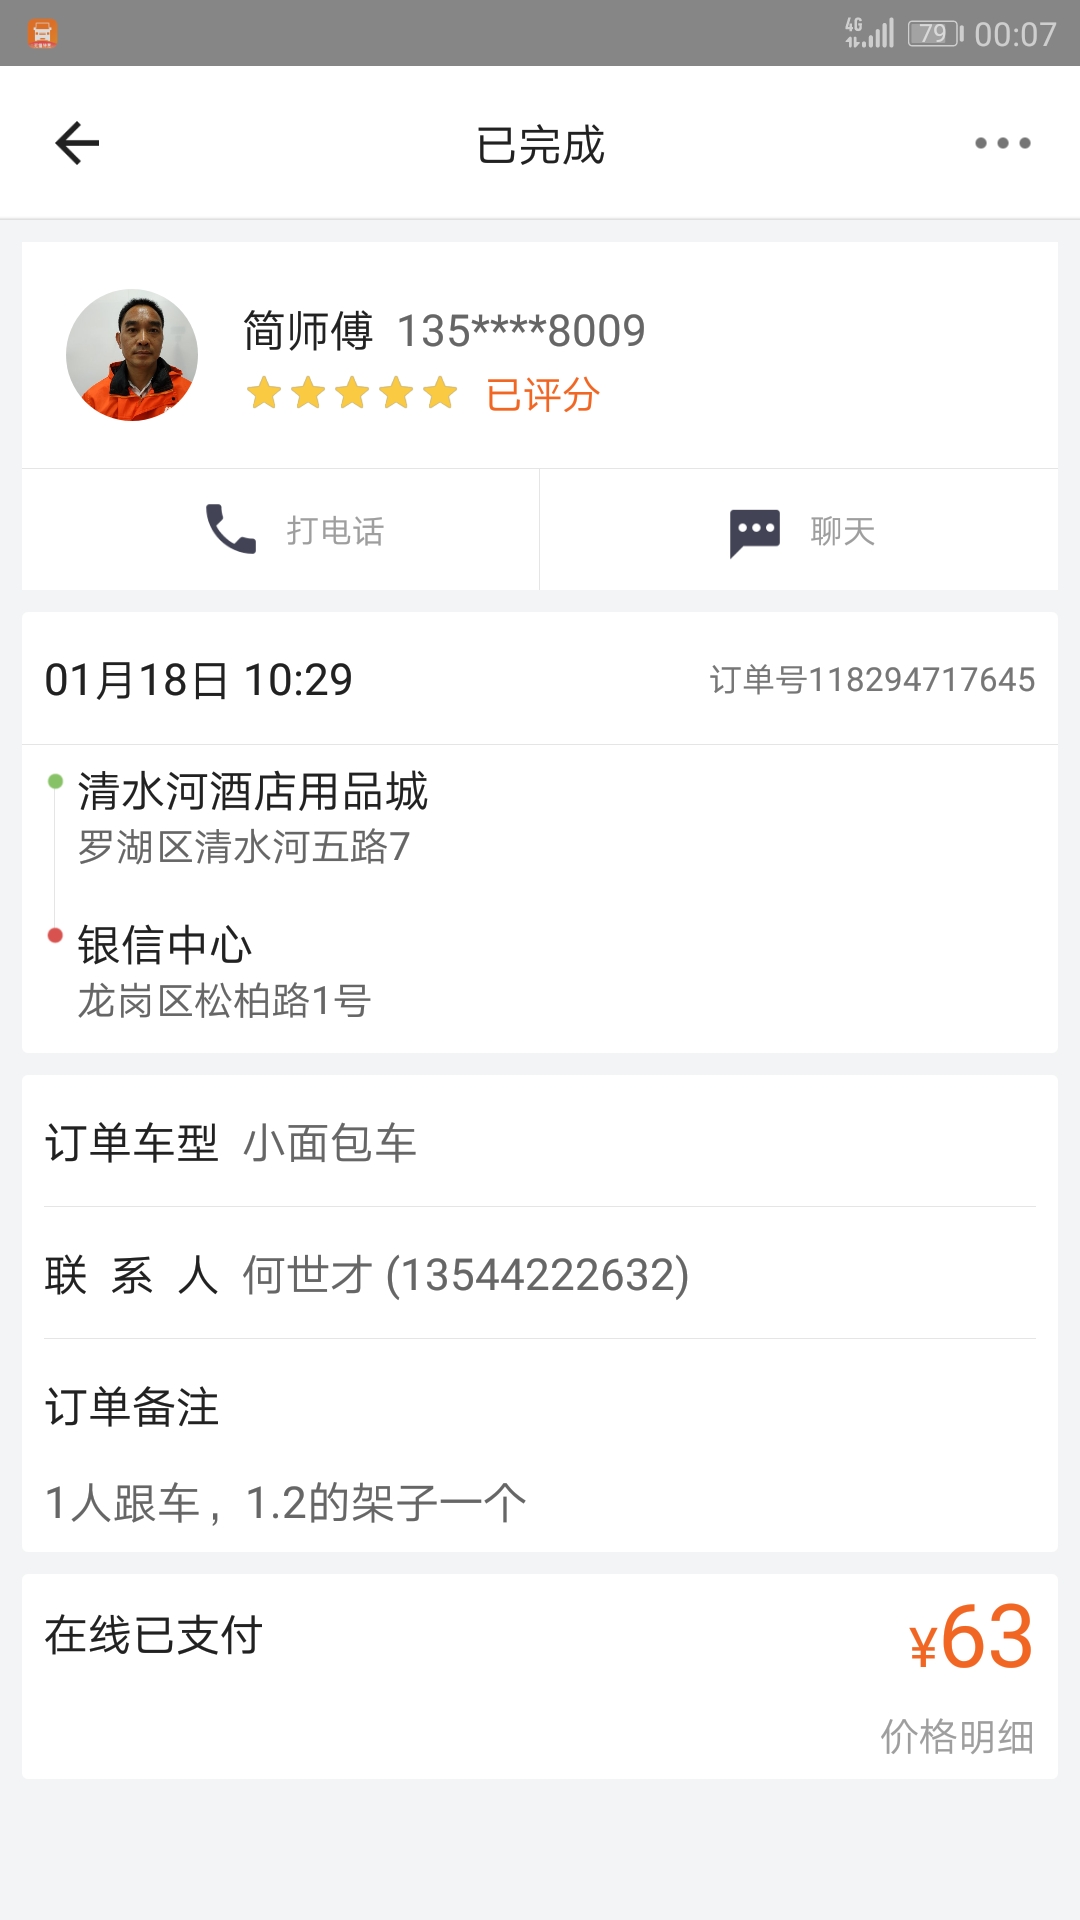 4G 79 00:07
已完成
简师傅 135****8009
已评分
打电话 聊天
01月18日 10:29 订单号118294717645
清水河酒店用品城
罗湖区清水河五路7
银信中心
龙岗区松柏路1号
订单车型 小面包车
联系人 何世才 (13544222632)
订单备注
1人跟车，1.2的架子一个
在线已支付 ¥63
价格明细